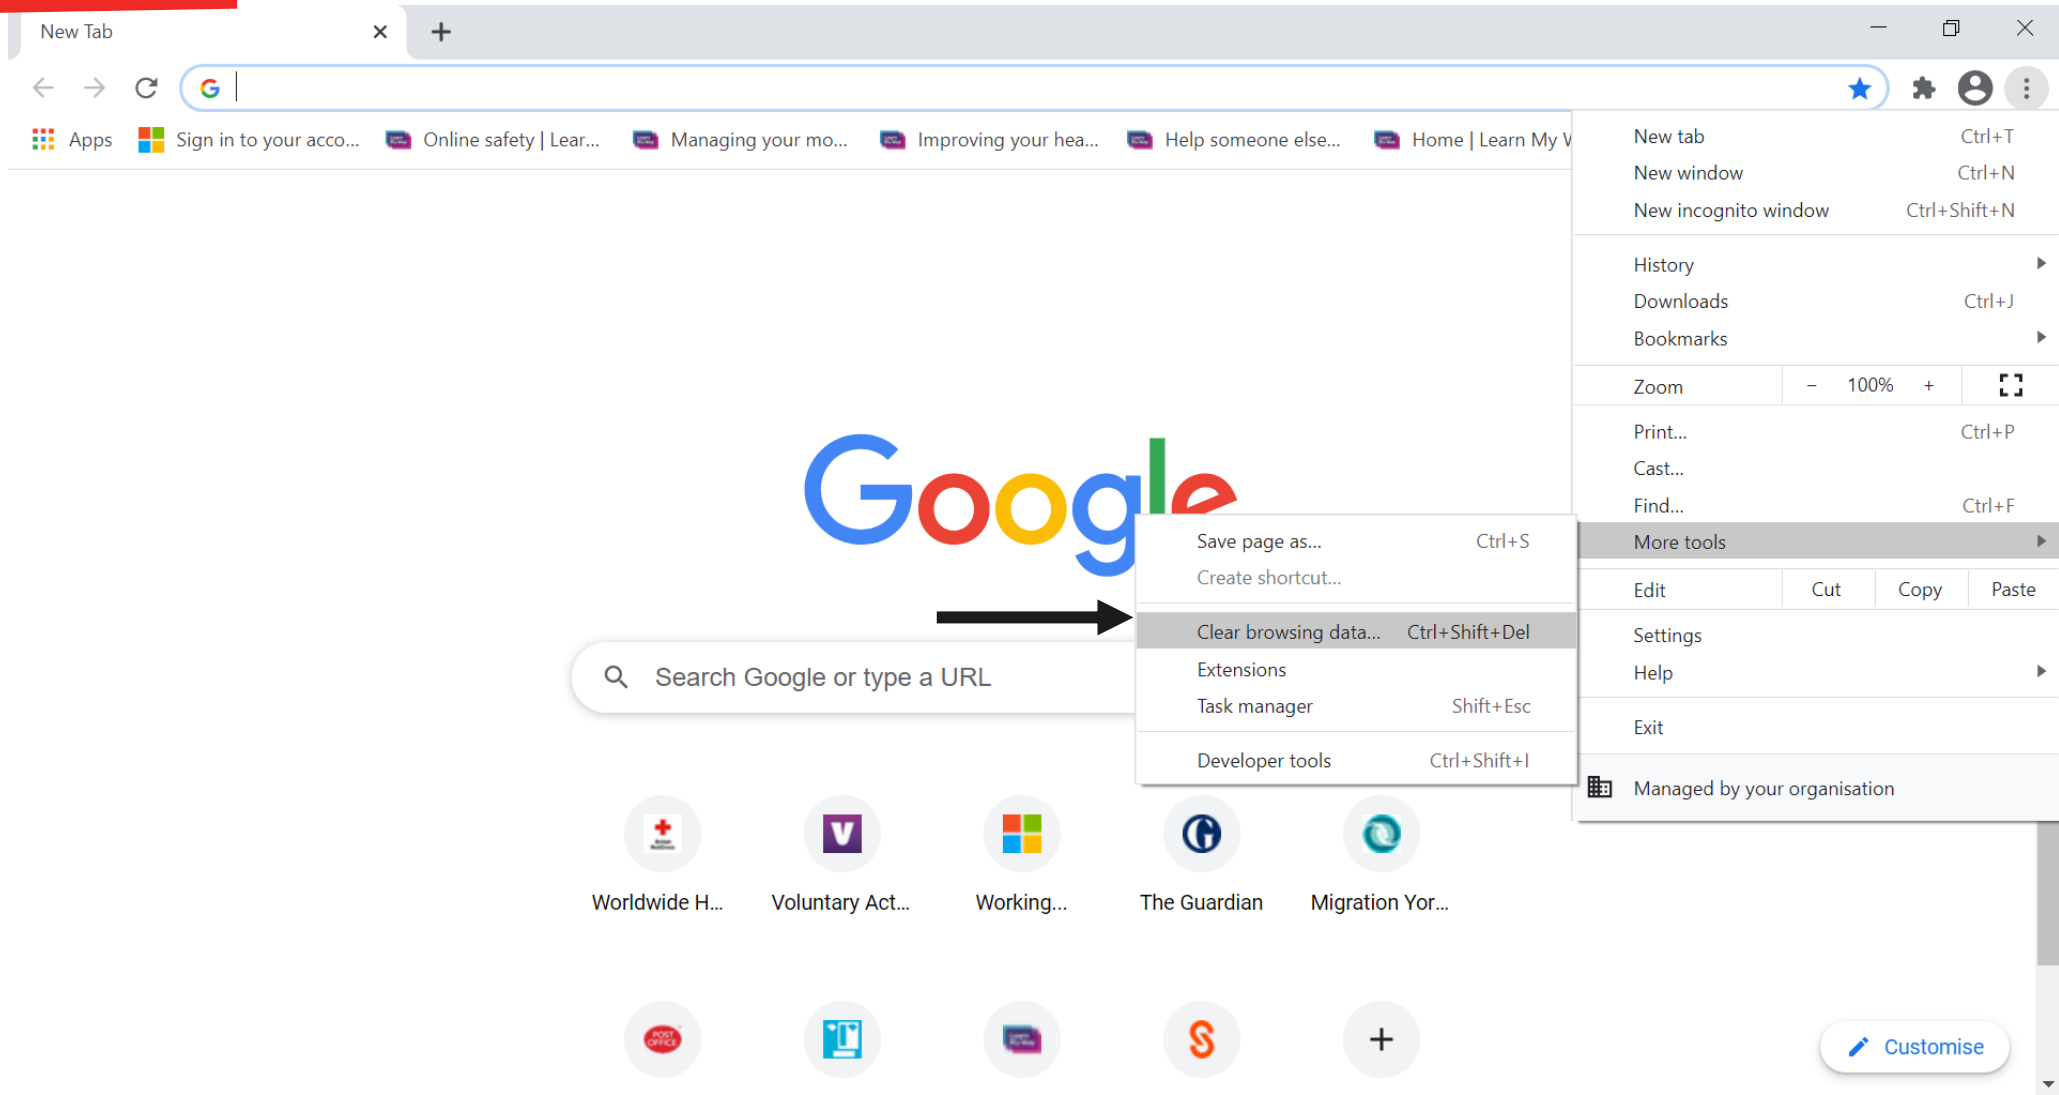 New Tab
Apps
Sign in to your acco...
Online safety | Lear...
Managing your mo...
Improving your hea...
Help someone else...
Home | Learn My W
New tab Ctrl+T
New window Ctrl+N
New incognito window Ctrl+Shift+N
History
Downloads Ctrl+J
Bookmarks
Zoom - 100% +
Print... Ctrl+P
Cast...
Find... Ctrl+F
More tools
Edit Cut Copy Paste
Settings
Help
Exit
Managed by your organisation
Google
Save page as... Ctrl+S
Create shortcut...
Clear browsing data... Ctrl+Shift+Del
Extensions
Task manager Shift+Esc
Developer tools Ctrl+Shift+I
Search Google or type a URL
Worldwide H...
Voluntary Act...
Working...
The Guardian
Migration Yor...
POST
OFFICE
Customise